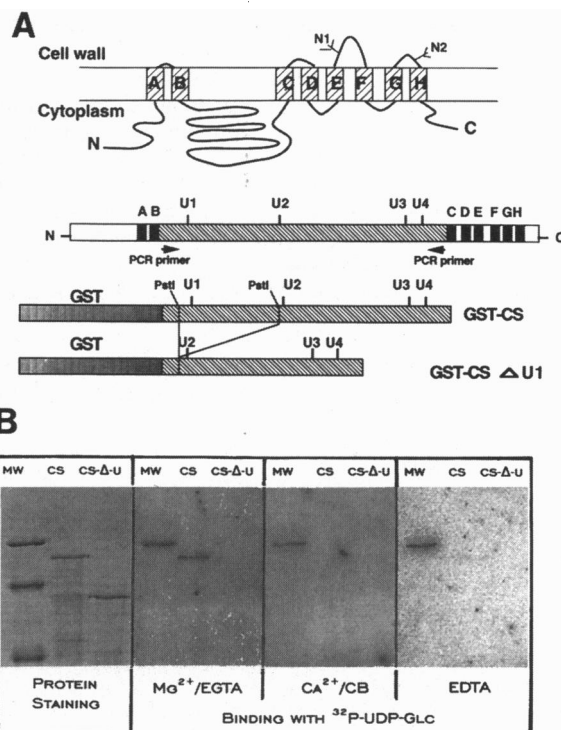 A
Cell wall
N1
N2
A B C D E F G H
Cytoplasm
N
C
A B U1 U2 U3 U4 C D E F GH
N
PCR primer PCR primer
GST PstI U1 PstI U2 U3 U4
GST-CS
GST U2 U3 U4
GST-CS △ U1
B
MW CS CS-Δ-U MW CS CS-Δ-U MW CS CS-Δ-U MW CS CS-Δ-U
PROTEIN STAINING
Mg²⁺/EGTA
CA²⁺/CB
EDTA
BINDING WITH ³²P-UDP-GLC